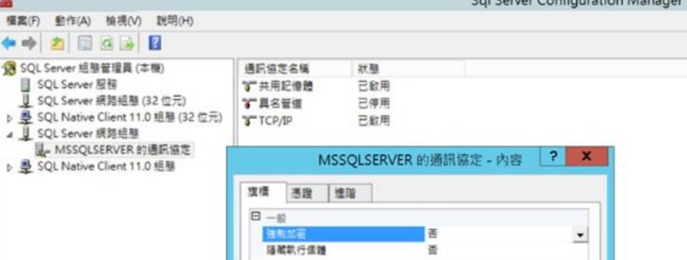 Sql Server Configuration Manager
檔案(F) 動作(A) 檢視(V) 說明(H)
SQL Server 組態管理員 (本機)
SQL Server 服務
SQL Server 網路組態 (32 位元)
SQL Native Client 11.0 組態 (32 位元)
SQL Server 網路組態
MSSQLSERVER 的通訊協定
SQL Native Client 11.0 組態
通訊協定名稱 狀態
共用記憶體 已啟用
具名管道 已停用
TCP/IP 已啟用
MSSQLSERVER 的通訊協定 - 內容 ? x
旗標 憑證 進階
一般
強制加密 否
隱藏執行個體 否